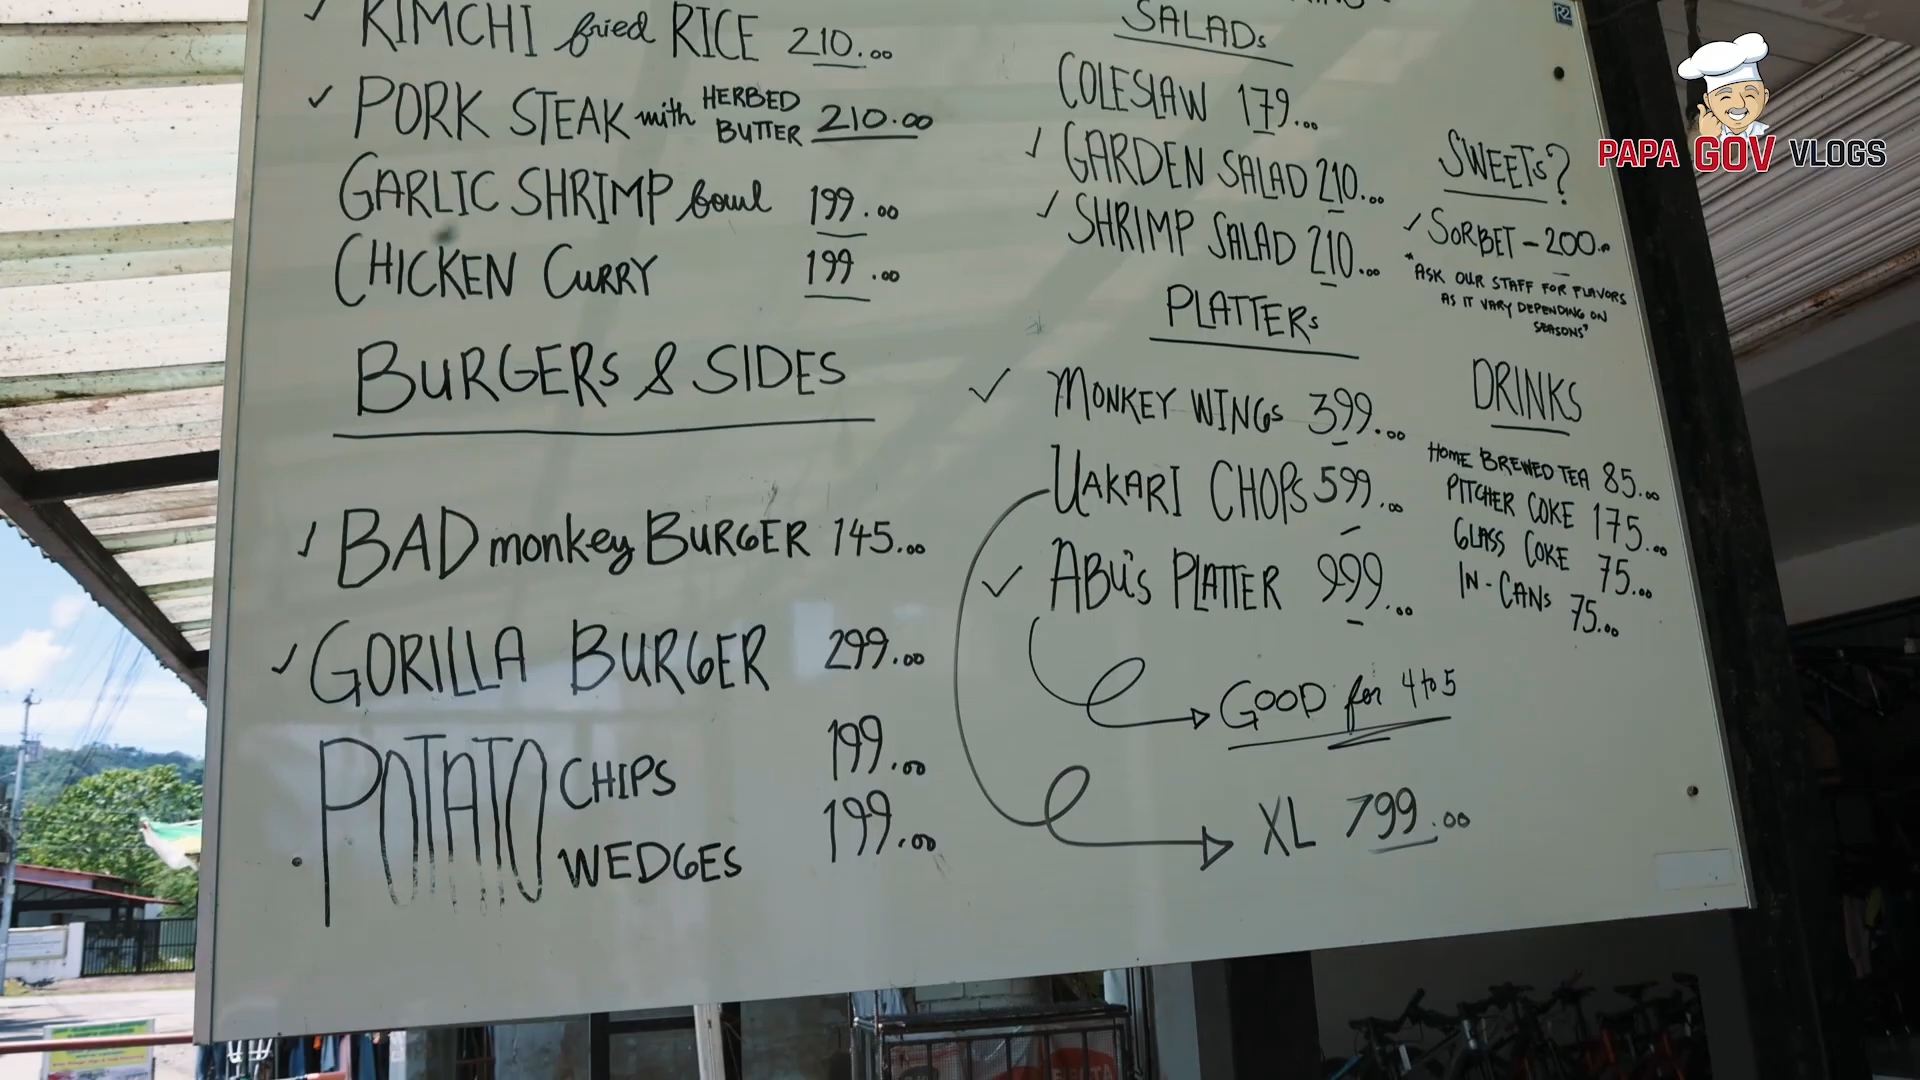 ✓ KIMCHI fried RICE 210.00
✓ PORK STEAK with HERBED BUTTER 210.00
GARLIC SHRIMP bowl 199.00
CHICKEN CURRY 199.00
BURGERS & SIDES
✓ BAD monkey BURGER 145.00
✓ GORILLA BURGER 299.00
POTATO CHIPS 199.00
WEDGES 199.00
SALADs
COLESLAW 179.00
✓ GARDEN SALAD 210.00
✓ SHRIMP SALAD 210.00
PLATTERs
✓ MONKEY WINGs 399.00
UAKARI CHOPs 599.00
✓ ABU's PLATTER 999.00
GOOD for 4 to 5
XL 799.00
SWEETs?
✓ SORBET - 200.00
"ASK OUR STAFF FOR FLAVORS
AS IT VARY DEPENDING ON
SEASONS"
DRINKS
HOME BREWED TEA 85.00
PITCHER COKE 175.00
GLASS COKE 75.00
IN-CANs 75.00
R2
PAPA GOV VLOGS